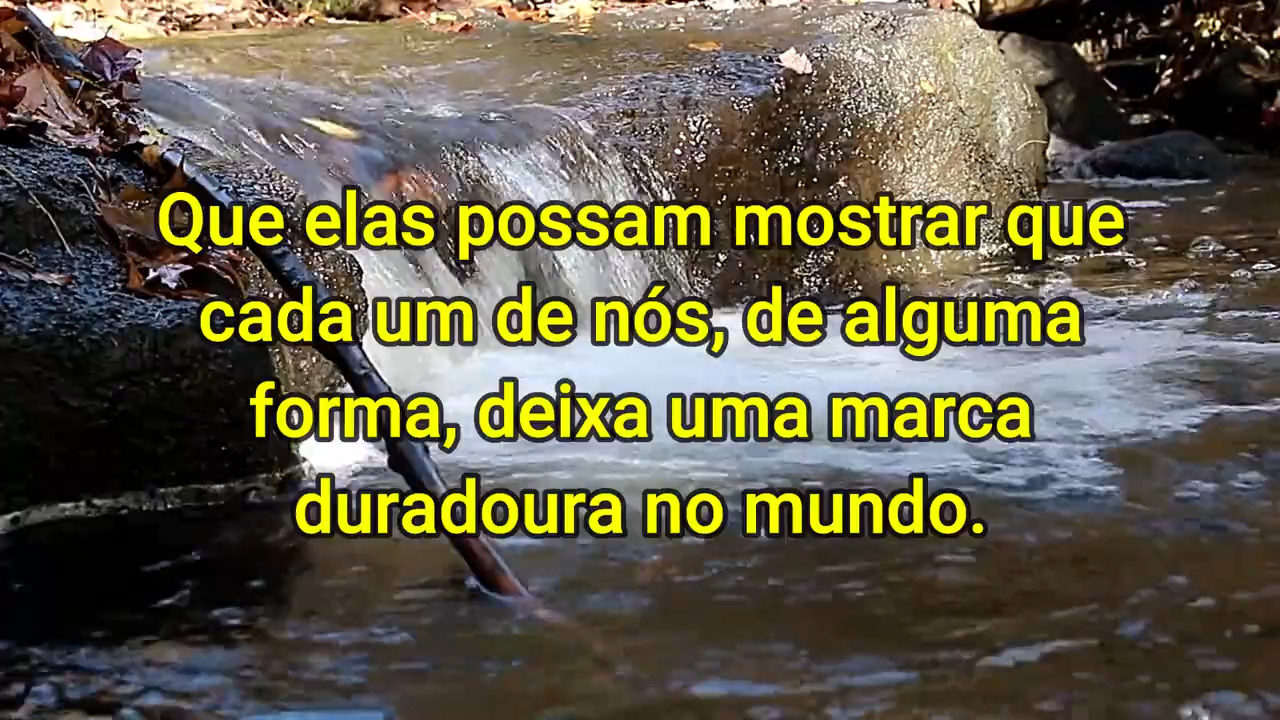 Que elas possam mostrar que
cada um de nós, de alguma
forma, deixa uma marca
duradoura no mundo.